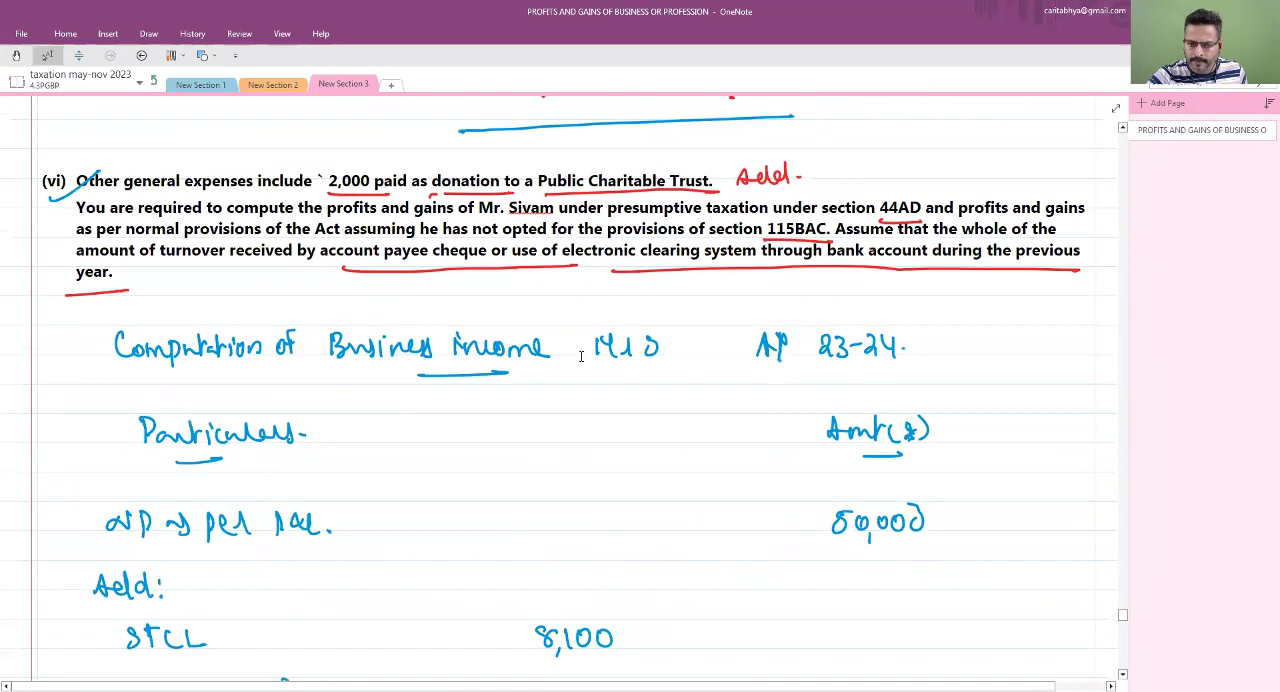 PROFITS AND GAINS OF BUSINESS OR PROFESSION - OneNote
caritabhya@gmail.com
File Home Insert Draw History Review View Help
taxation may-nov 2023
4.3PGBP
New Section 1 New Section 2 New Section 3 +
Add Page
PROFITS AND GAINS OF BUSINESS O
(vi) Other general expenses include ` 2,000 paid as donation to a Public Charitable Trust. Add.
You are required to compute the profits and gains of Mr. Sivam under presumptive taxation under section 44AD and profits and gains
as per normal provisions of the Act assuming he has not opted for the provisions of section 115BAC. Assume that the whole of the
amount of turnover received by account payee cheque or use of electronic clearing system through bank account during the previous
year.
Computation of Business income AY 23-24.
Particulars. Amt(₹)
NP as per 50,000
Add:
STCL 8,100